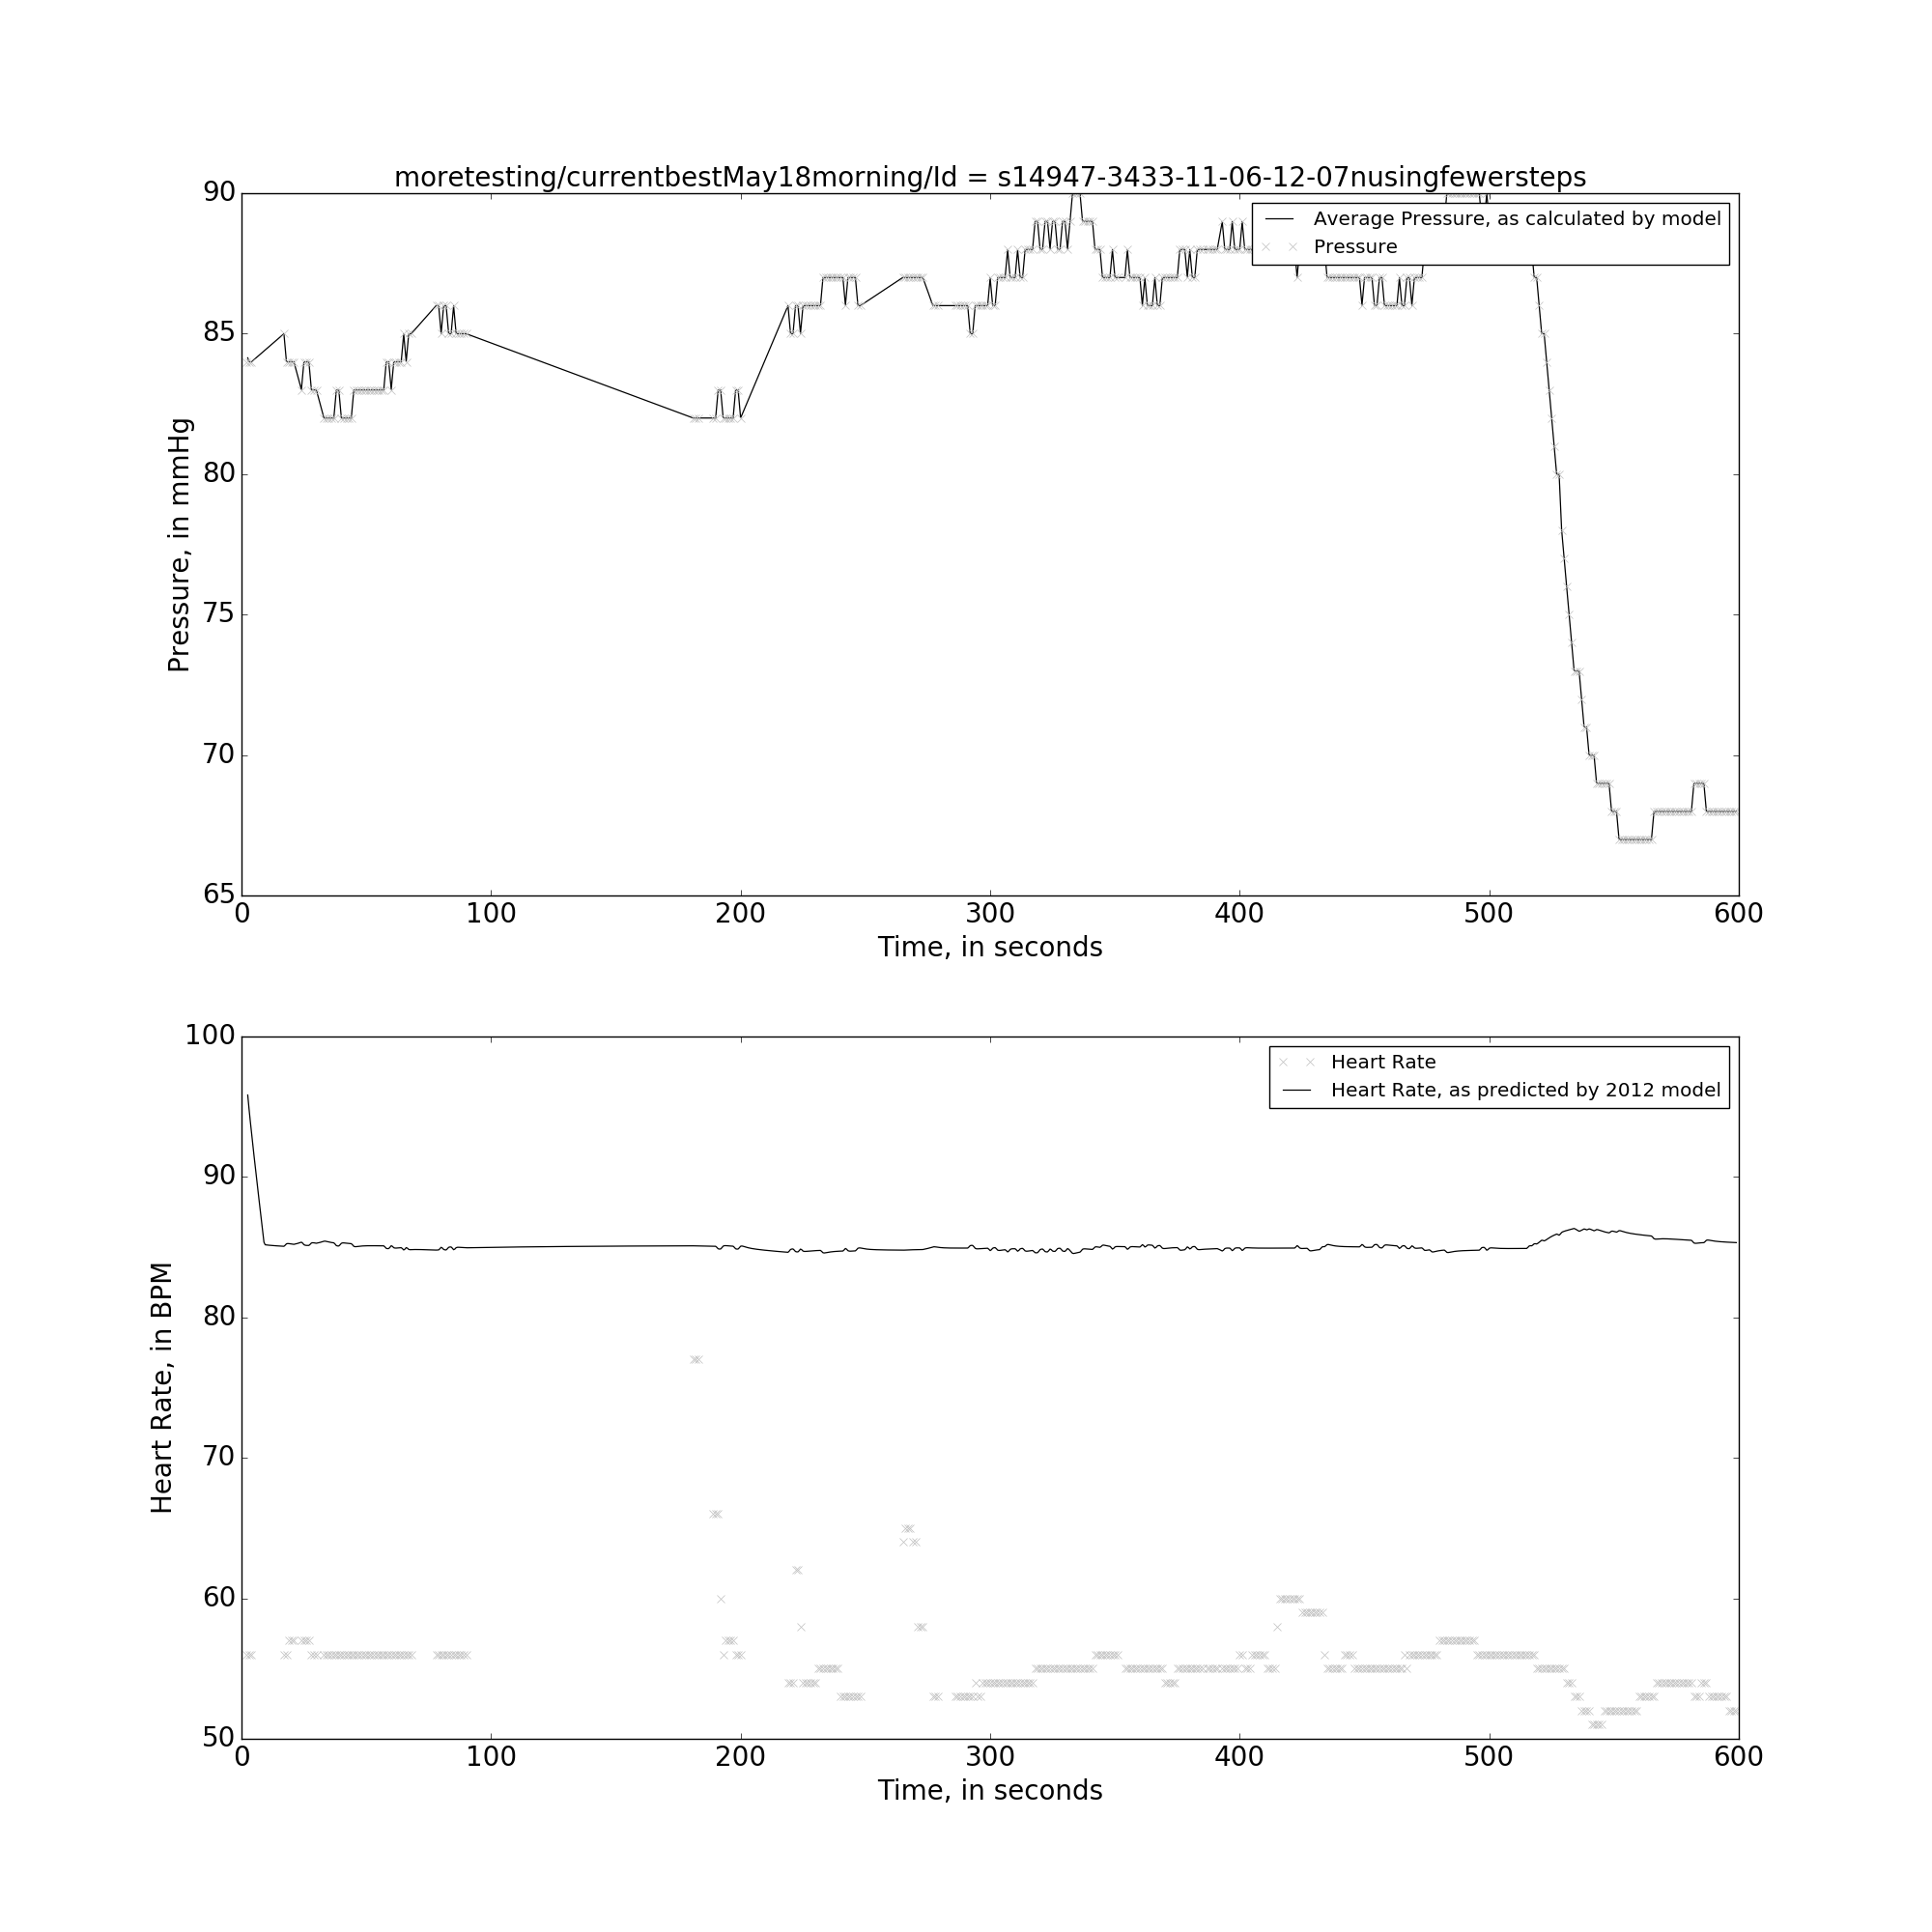 moretesting/currentbestMay18morning/Id = s14947-3433-11-06-12-07nusingfewersteps
90
85
80
75
70
65
Pressure, in mmHg
Average Pressure, as calculated by model
Pressure
0 100 200 300 400 500 600
Time, in seconds
100
90
80
70
60
50
Heart Rate, in BPM
Heart Rate
Heart Rate, as predicted by 2012 model
0 100 200 300 400 500 600
Time, in seconds